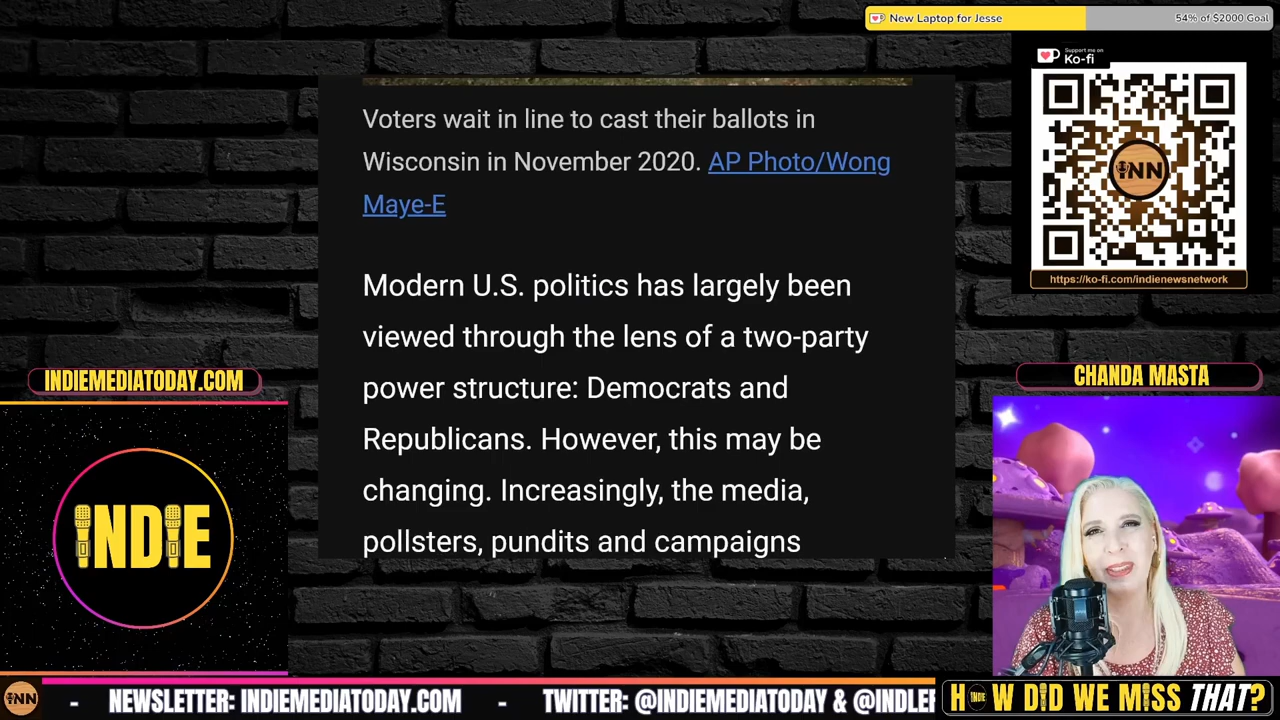 New Laptop for Jesse
54% of $2000 Goal
Support me on
Ko-fi
iNN
https://ko-fi.com/indienewsnetwork
Voters wait in line to cast their ballots in
Wisconsin in November 2020. AP Photo/Wong
Maye-E
Modern U.S. politics has largely been
viewed through the lens of a two-party
power structure: Democrats and
Republicans. However, this may be
changing. Increasingly, the media,
pollsters, pundits and campaigns
INDIEMEDIATODAY.COM
INDIE
CHANDA MASTA
iNN
- NEWSLETTER: INDIEMEDIATODAY.COM - TWITTER: @INDIEMEDIATODAY & @INDLEF
HOW DID WE MISS THAT?